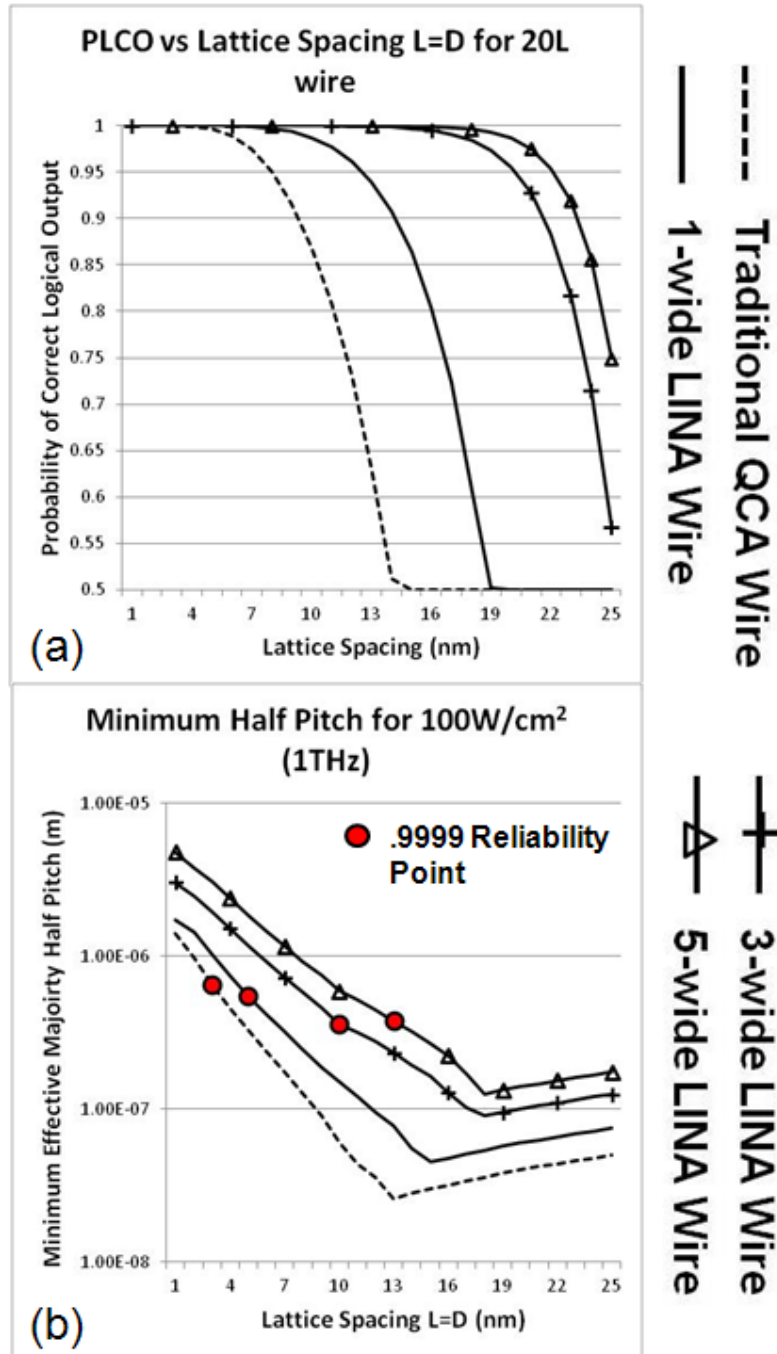 PLCO vs Lattice Spacing L=D for 20L
wire
Probability of Correct Logical Output
1
0.95
0.9
0.85
0.8
0.75
0.7
0.65
0.6
0.55
0.5
1 4 7 10 13 16 19 22 25
Lattice Spacing (nm)
(a)
Traditional QCA Wire
1-wide LINA Wire
Minimum Half Pitch for 100W/cm²
(1THz)
Minimum Effective Majoirty Half Pitch (m)
1.00E-05
1.00E-06
1.00E-07
1.00E-08
.9999 Reliability
Point
1 4 7 10 13 16 19 22 25
Lattice Spacing L=D (nm)
(b)
3-wide LINA Wire
5-wide LINA Wire